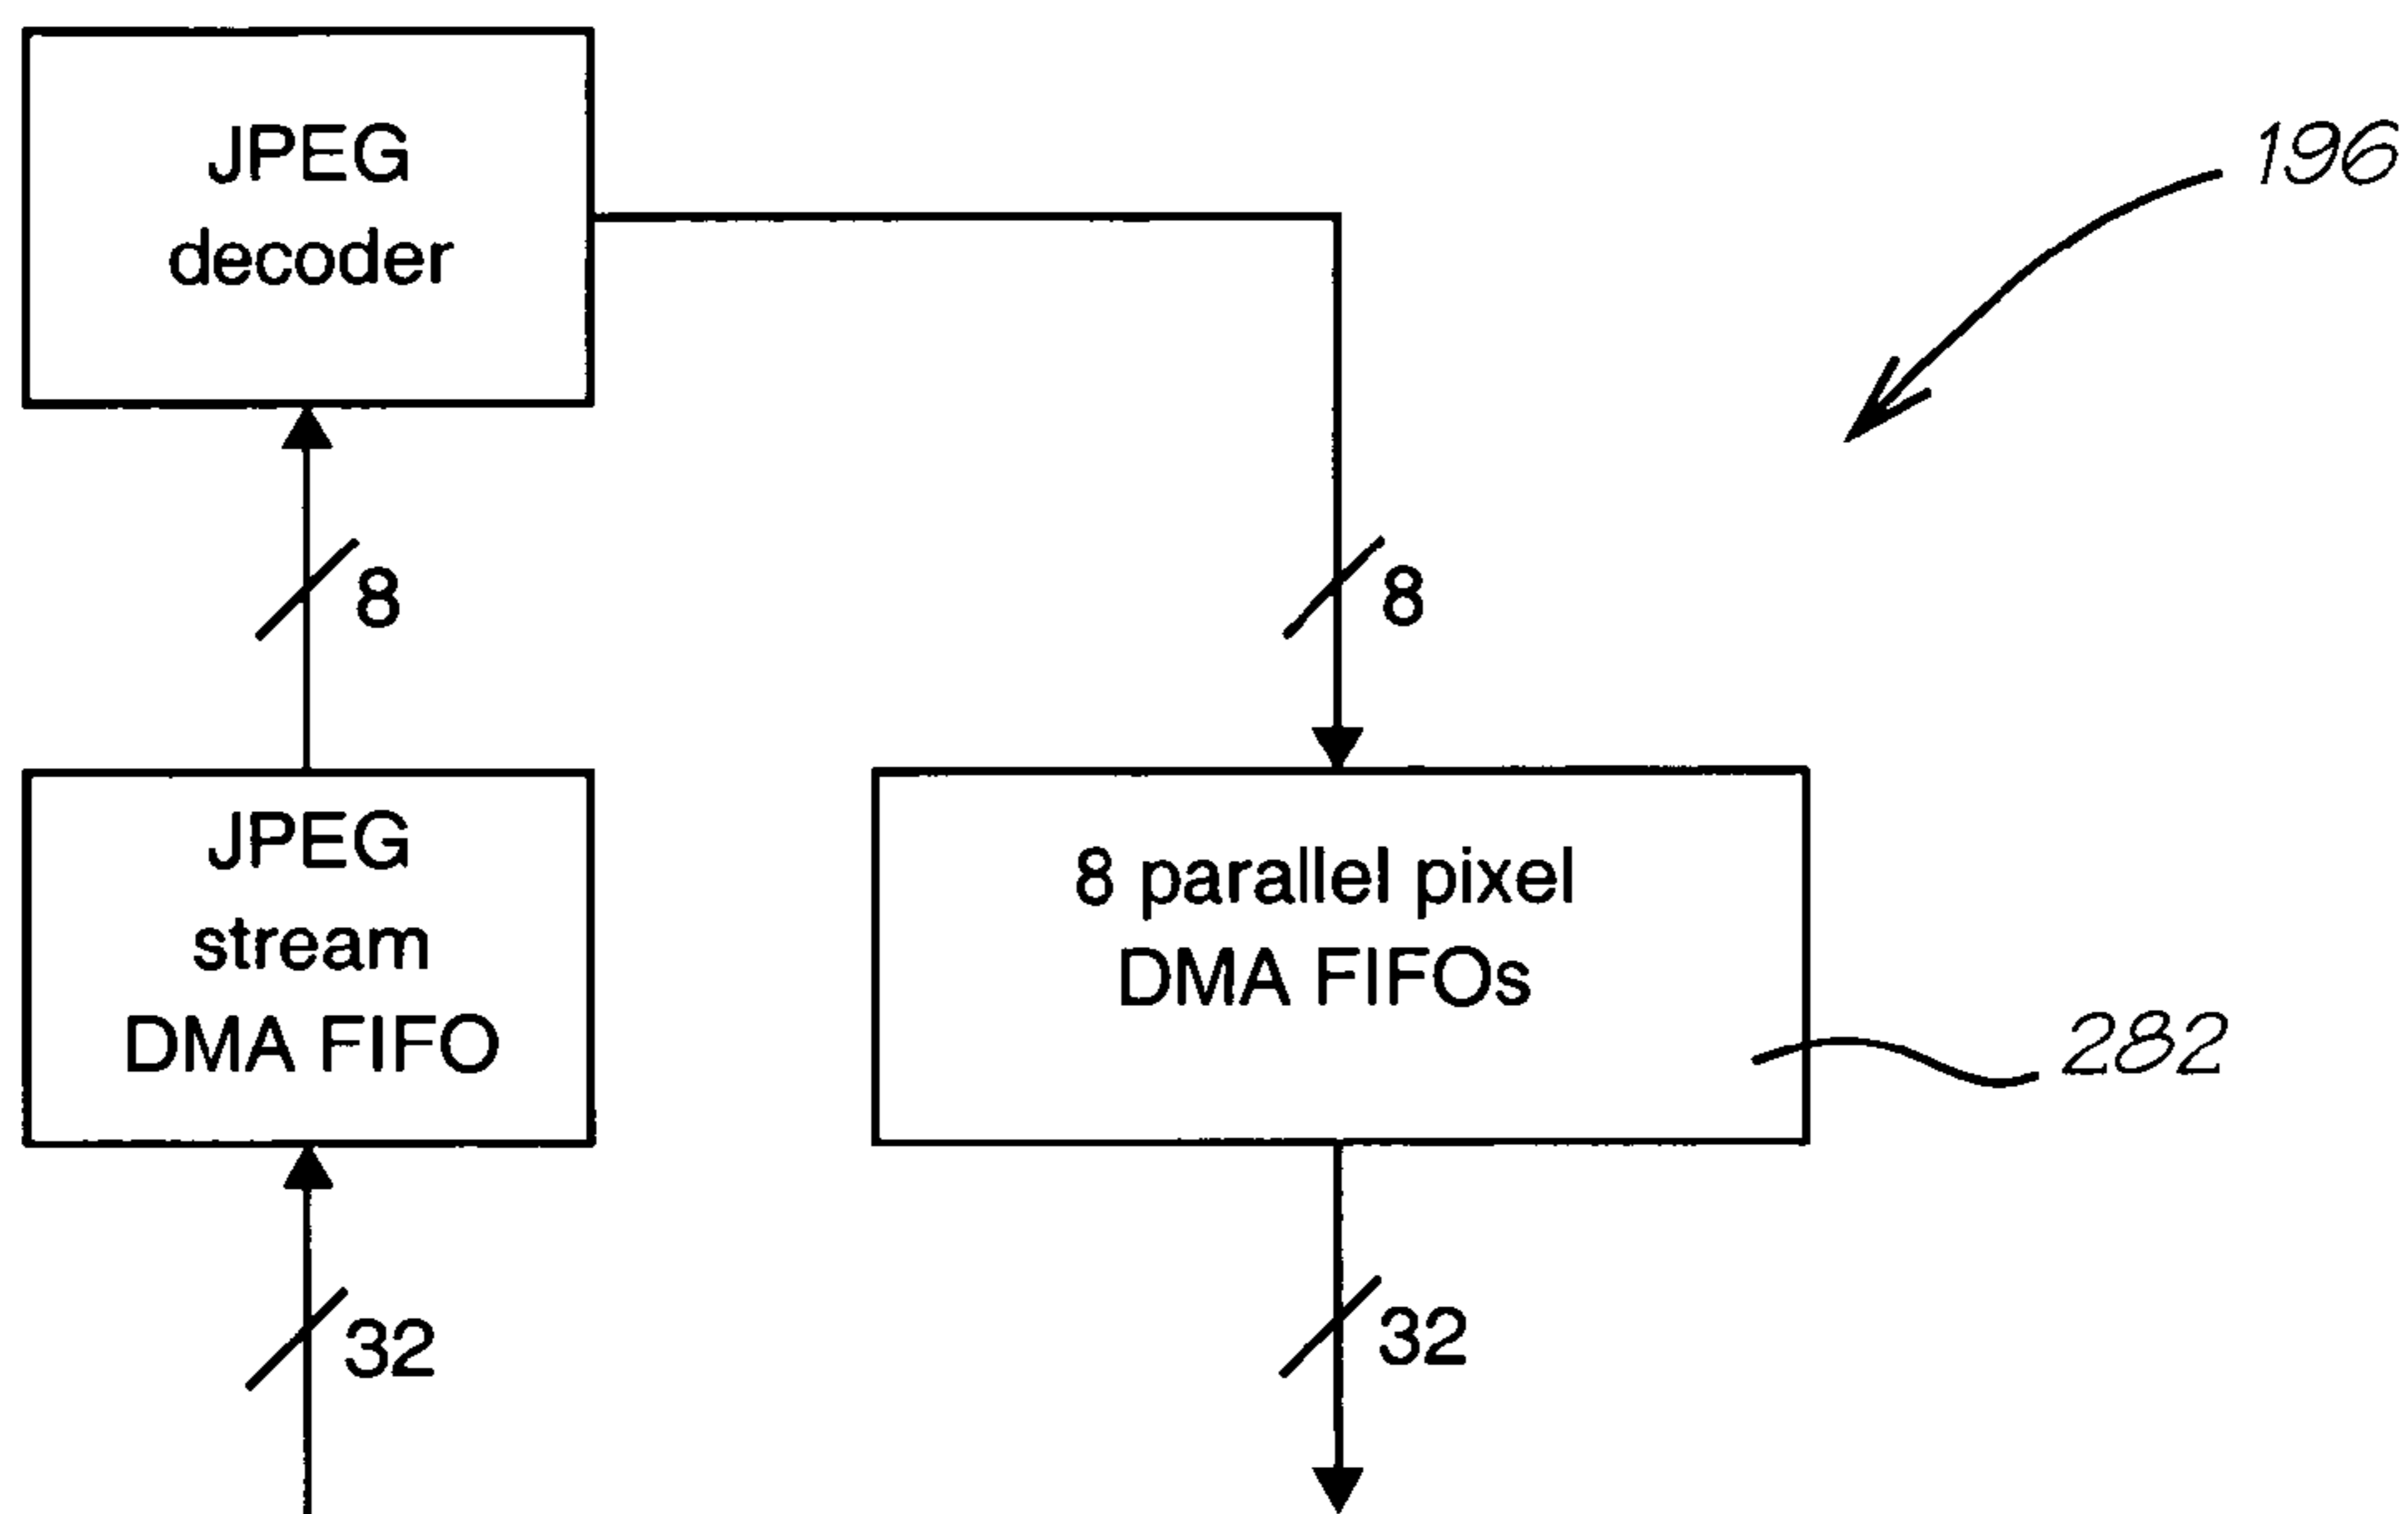 JPEG
decoder
196
8
8
JPEG
stream
DMA FIFO
8 parallel pixel
DMA FIFOs
282
32
32